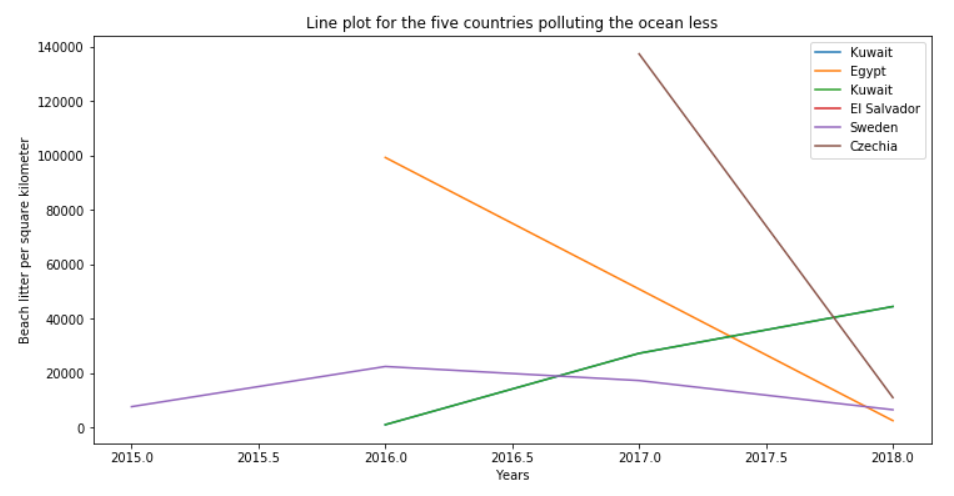 Line plot for the five countries polluting the ocean less
140000
120000
100000
80000
60000
40000
20000
0
Beach litter per square kilometer
Kuwait
Egypt
Kuwait
El Salvador
Sweden
Czechia
2015.0 2015.5 2016.0 2016.5 2017.0 2017.5 2018.0
Years